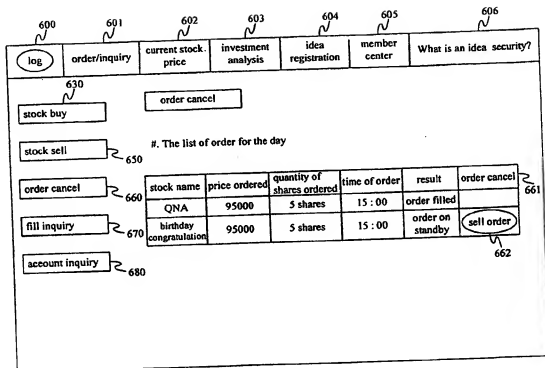 600 601 602 603 604 605 606
log order/inquiry current stock. price investment analysis idea registration member center What is an idea security?
630
stock buy
order cancel
stock sell
650
#. The list of order for the day
order cancel
660
stock name price ordered quantity of shares ordered time of order result order cancel
661
QNA 95000 5 shares 15 : 00 order filled
fill inquiry
670
birthday congratulation 95000 5 shares 15 : 00 order on standby sell order
662
account inquiry
680